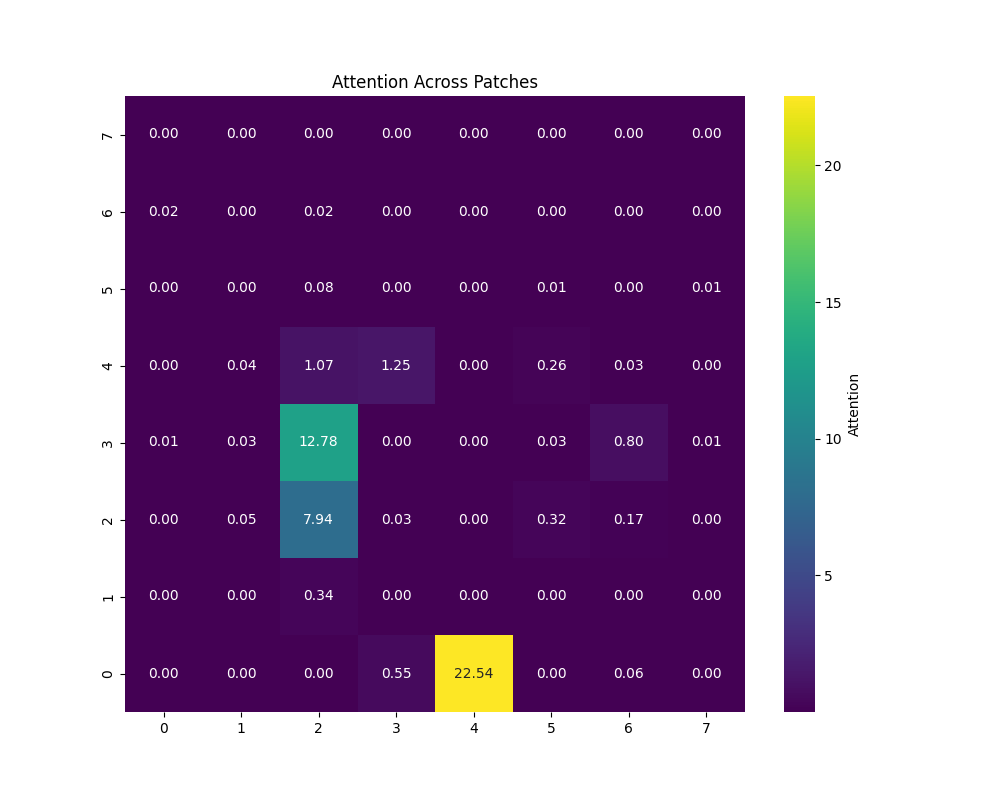 Attention Across Patches
7 0.00 0.00 0.00 0.00 0.00 0.00 0.00 0.00
6 0.02 0.00 0.02 0.00 0.00 0.00 0.00 0.00
5 0.00 0.00 0.08 0.00 0.00 0.01 0.00 0.01
4 0.00 0.04 1.07 1.25 0.00 0.26 0.03 0.00
3 0.01 0.03 12.78 0.00 0.00 0.03 0.80 0.01
2 0.00 0.05 7.94 0.03 0.00 0.32 0.17 0.00
1 0.00 0.00 0.34 0.00 0.00 0.00 0.00 0.00
0 0.00 0.00 0.00 0.55 22.54 0.00 0.06 0.00
0 1 2 3 4 5 6 7
20
15
10
5
Attention